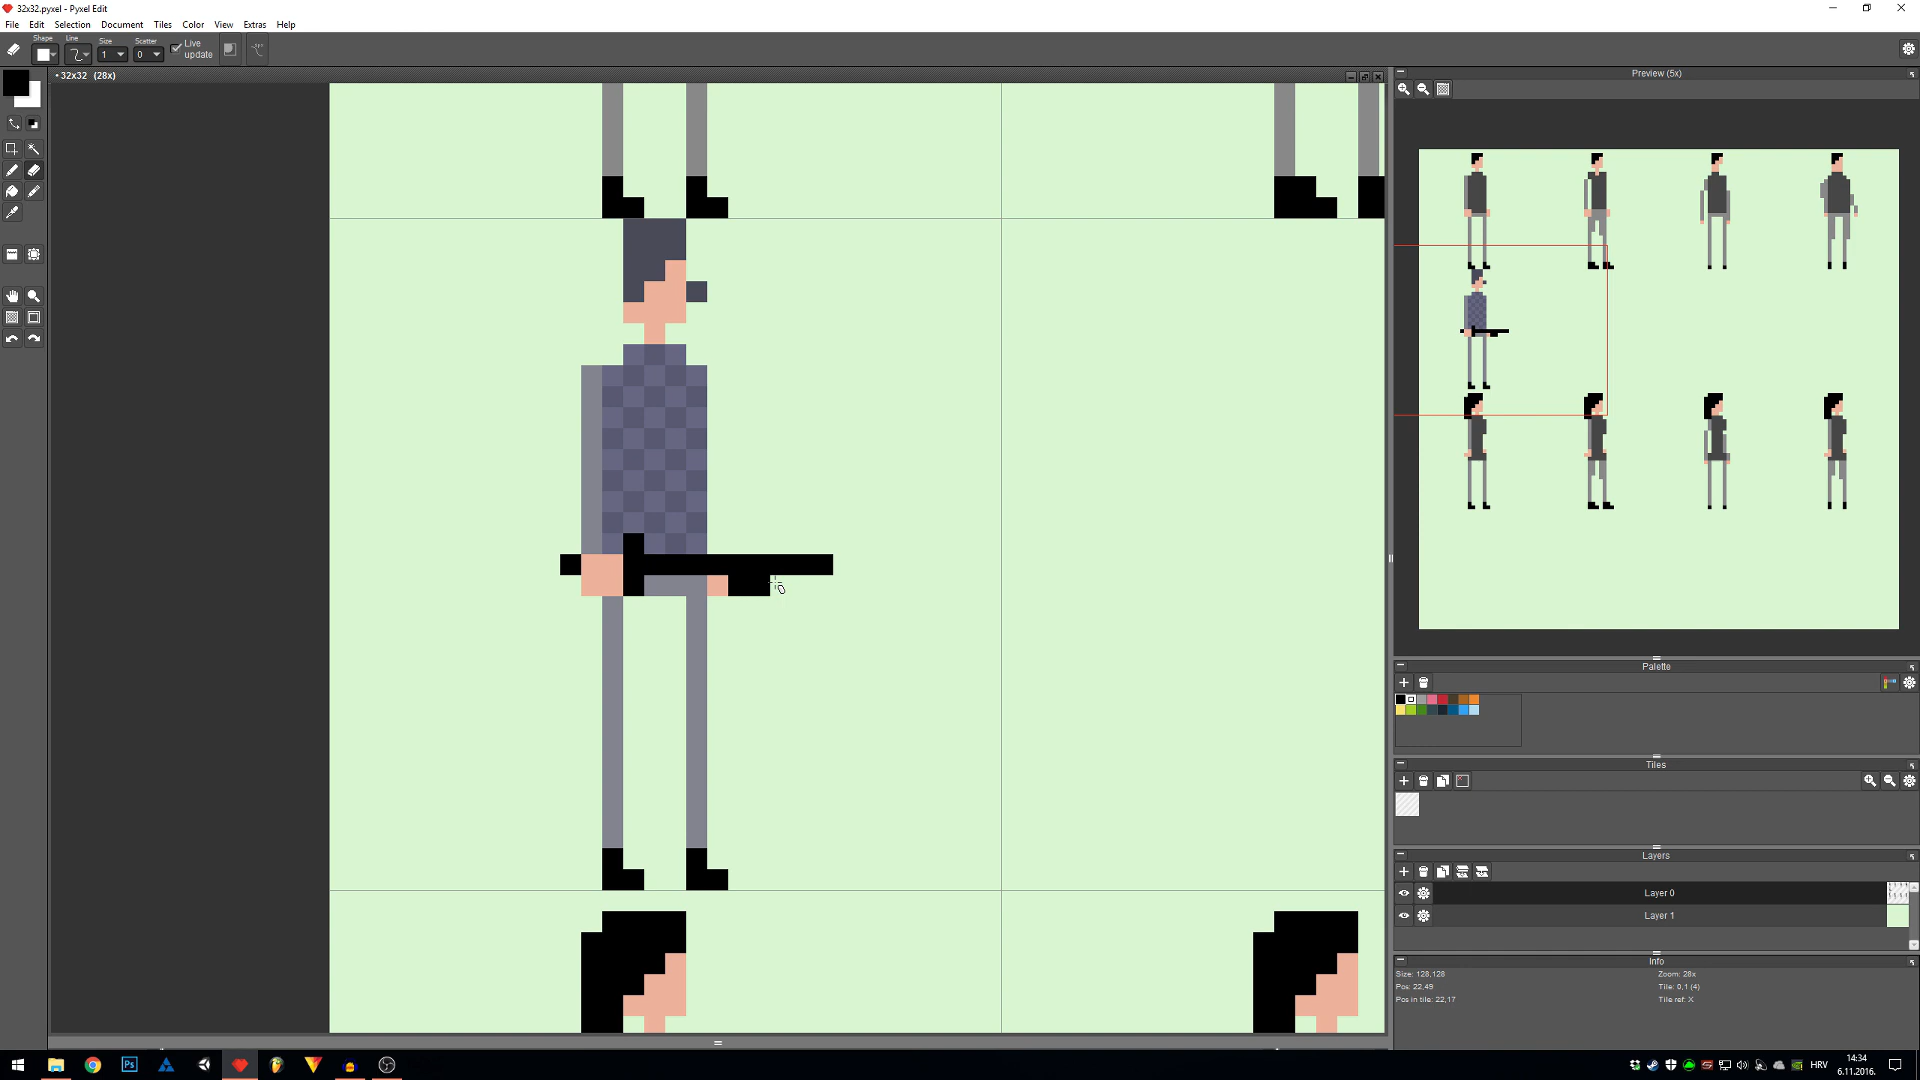 32x32.pyxel - Pyxel Edit
File Edit Selection Document Tiles Color View Extras Help
Shape Line Size Scatter Live update
1 0
•32x32 (28x)
Preview (5x)
Palette
Tiles
Layers
Layer 0
Layer 1
Info
Size: 128,128 Zoom: 28x
Pos: 22,49 Tile: 0,1 (4)
Pos in tile: 22,17 Tile ref: X
Ps
HRV
14:34
6.11.2016.